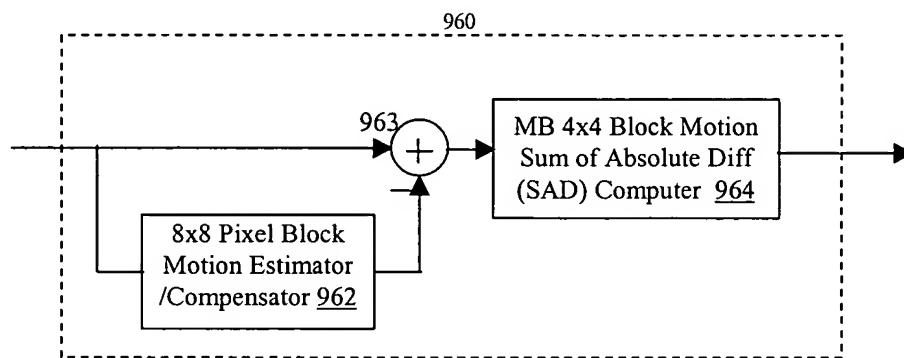 960
963
+
−
MB 4x4 Block Motion
Sum of Absolute Diff
(SAD) Computer 964
8x8 Pixel Block
Motion Estimator
/Compensator 962